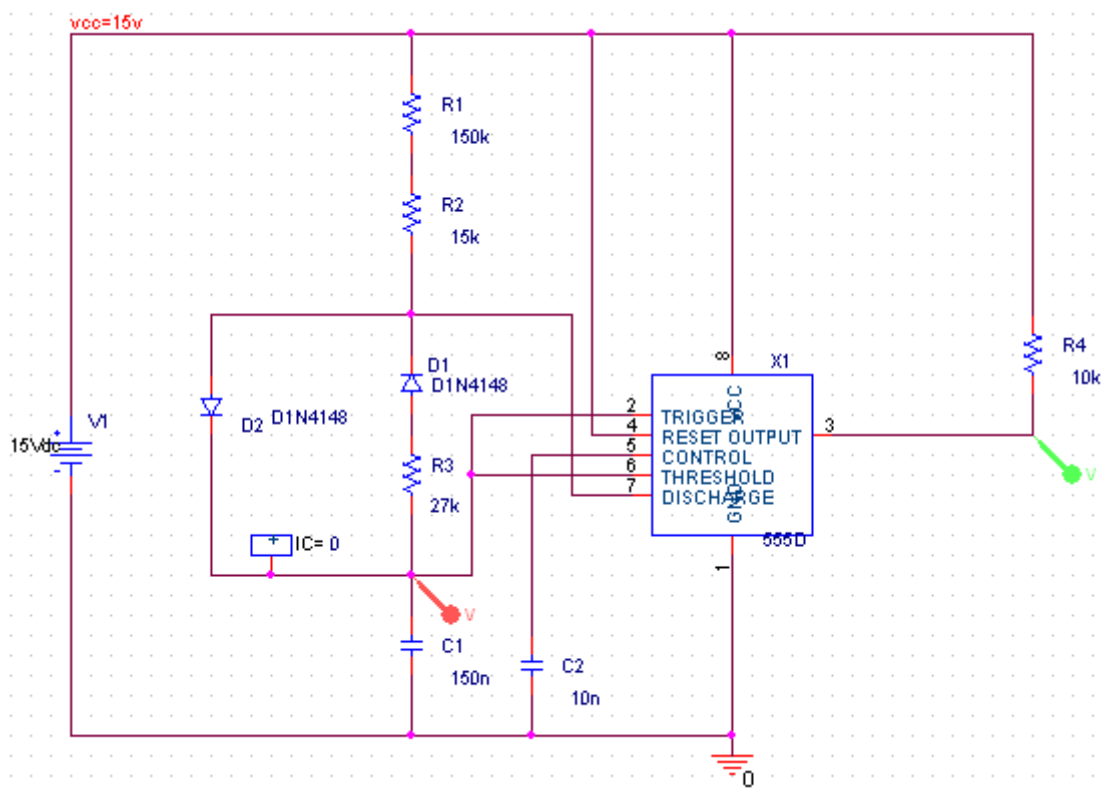 vcc=15v
R1
150k
R2
15k
D1
D1N4148
D2 D1N4148
R3
27k
V1
15Vdc
+
-
IC= 0
+
V
C1
150n
C2
10n
X1
8
VCC
2 TRIGGER
4 RESET OUTPUT 3
5 CONTROL
6 THRESHOLD
7 DISCHARGE
GND
555D
1
R4
10k
V
0